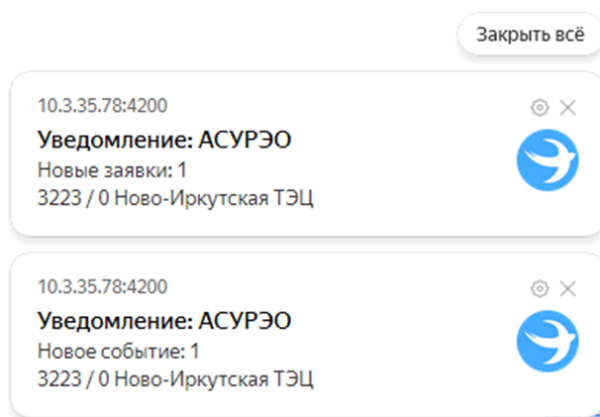 Закрыть всё
10.3.35.78:4200
Уведомление: АСУРЭО
Новые заявки: 1
3223 / 0 Ново-Иркутская ТЭЦ
10.3.35.78:4200
Уведомление: АСУРЭО
Новое событие: 1
3223 / 0 Ново-Иркутская ТЭЦ